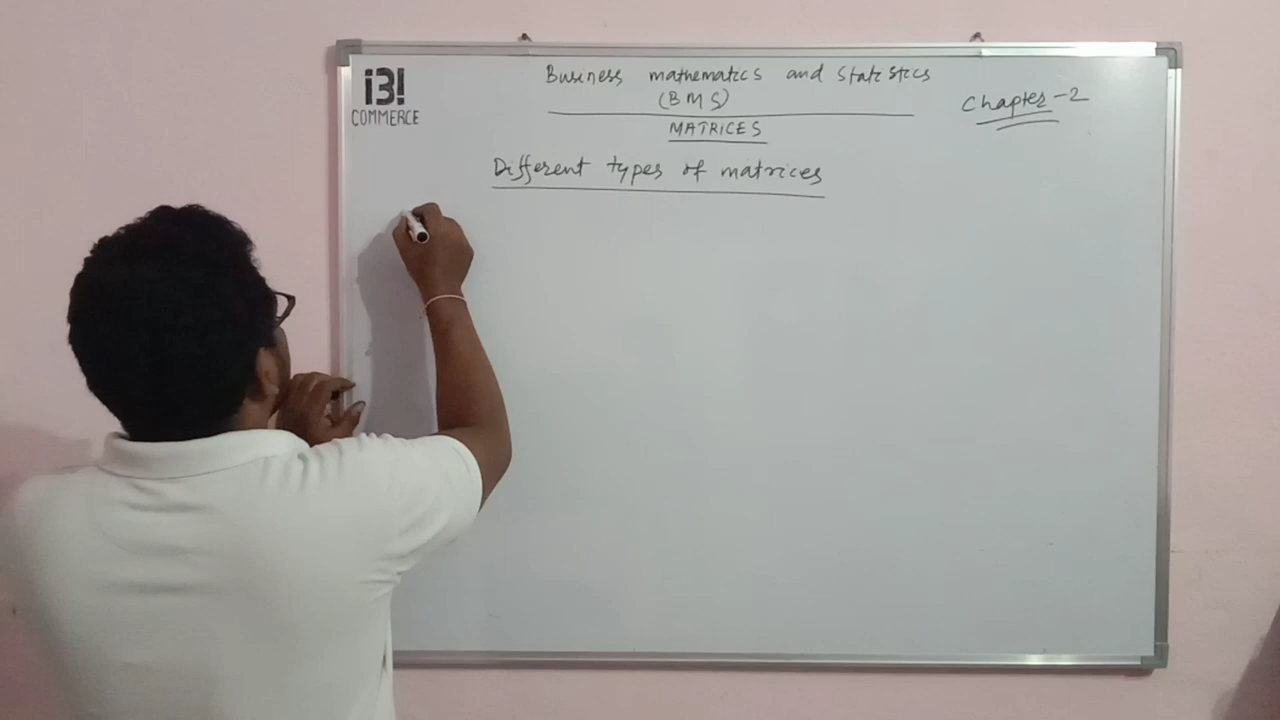 i3!
COMMERCE
Business mathematics and Statistics
(BMS)
Chapter-2
MATRICES
Different types of matrices